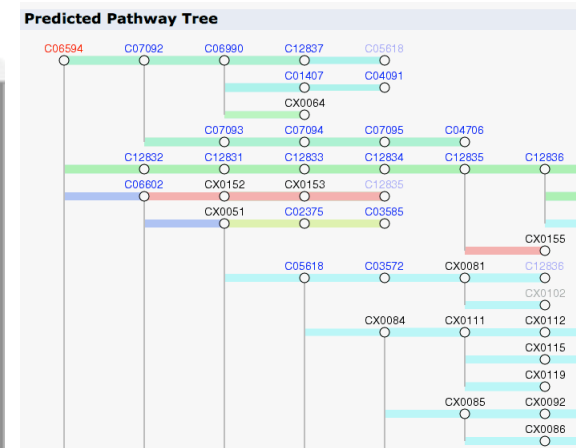 Predicted Pathway Tree
C06594 C07092 C06990 C12837 C05618
C01407 C04091
CX0064
C07093 C07094 C07095 C04706
C12832 C12831 C12833 C12834 C12835 C12836
C06602 CX0152 CX0153 C12835
CX0051 C02375 C03585
CX0155
C05618 C03572 CX0081 C12836
CX0102
CX0084 CX0111 CX0112
CX0115
CX0119
CX0085 CX0092
CX0086